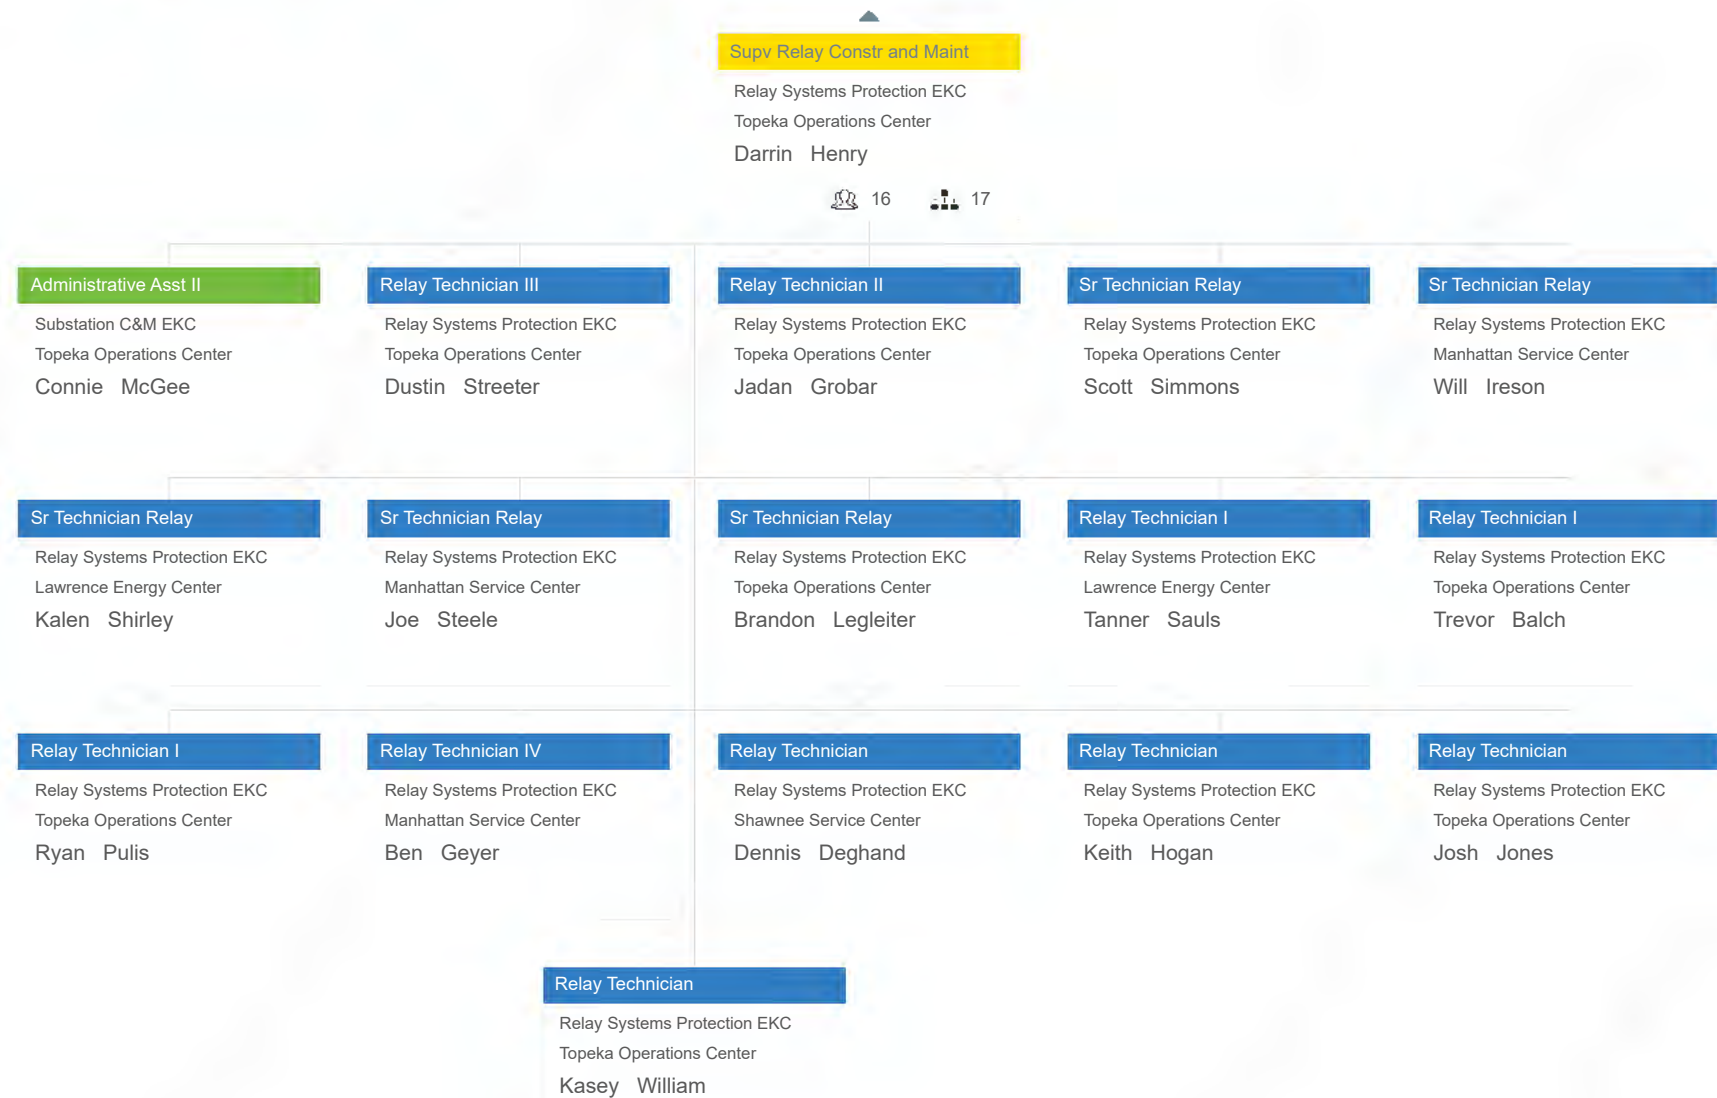 Supv Relay Constr and Maint
Relay Systems Protection EKC
Topeka Operations Center
Darrin Henry
16 17
Administrative Asst II
Substation C&M EKC
Topeka Operations Center
Connie McGee
Relay Technician III
Relay Systems Protection EKC
Topeka Operations Center
Dustin Streeter
Relay Technician II
Relay Systems Protection EKC
Topeka Operations Center
Jadan Grobar
Sr Technician Relay
Relay Systems Protection EKC
Topeka Operations Center
Scott Simmons
Sr Technician Relay
Relay Systems Protection EKC
Manhattan Service Center
Will Ireson
Sr Technician Relay
Relay Systems Protection EKC
Lawrence Energy Center
Kalen Shirley
Sr Technician Relay
Relay Systems Protection EKC
Manhattan Service Center
Joe Steele
Sr Technician Relay
Relay Systems Protection EKC
Topeka Operations Center
Brandon Legleiter
Relay Technician I
Relay Systems Protection EKC
Lawrence Energy Center
Tanner Sauls
Relay Technician I
Relay Systems Protection EKC
Topeka Operations Center
Trevor Balch
Relay Technician I
Relay Systems Protection EKC
Topeka Operations Center
Ryan Pulis
Relay Technician IV
Relay Systems Protection EKC
Manhattan Service Center
Ben Geyer
Relay Technician
Relay Systems Protection EKC
Shawnee Service Center
Dennis Deghand
Relay Technician
Relay Systems Protection EKC
Topeka Operations Center
Keith Hogan
Relay Technician
Relay Systems Protection EKC
Topeka Operations Center
Josh Jones
Relay Technician
Relay Systems Protection EKC
Topeka Operations Center
Kasey William